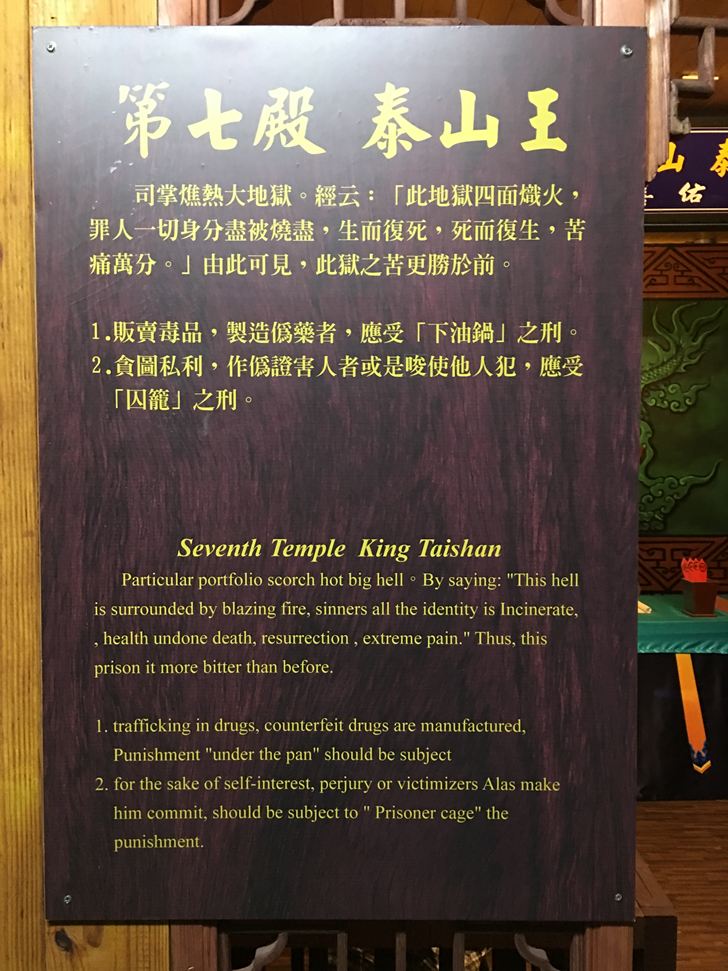 第七殿 泰山王
司掌燋熱大地獄。經云：「此地獄四面熾火，
罪人一切身分盡被燒盡，生而復死，死而復生，苦
痛萬分。」由此可見，此獄之苦更勝於前。
1.販賣毒品，製造偽藥者，應受「下油鍋」之刑。
2.貪圖私利，作偽證害人者或是唆使他人犯，應受
「囚籠」之刑。
Seventh Temple King Taishan
Particular portfolio scorch hot big hell。By saying: "This hell
is surrounded by blazing fire, sinners all the identity is Incinerate,
, health undone death, resurrection , extreme pain." Thus, this
prison it more bitter than before.
1. trafficking in drugs, counterfeit drugs are manufactured,
Punishment "under the pan" should be subject
2. for the sake of self-interest, perjury or victimizers Alas make
him commit, should be subject to " Prisoner cage" the
punishment.
山泰
佑